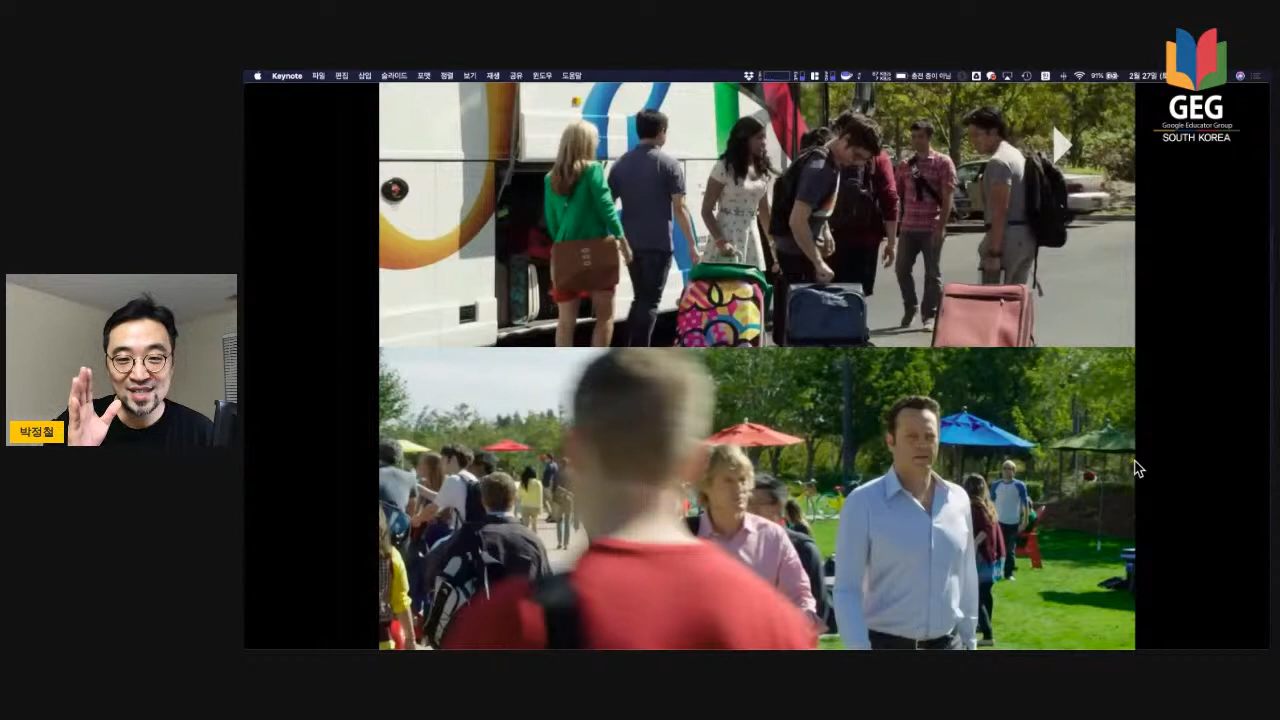 Keynote 파일 편집 삽입 슬라이드 포맷 정렬 보기 재생 공유 윈도우 도움말 충전 중이 아님 91% 2월 27일
GEG
Google Educator Group
SOUTH KOREA
박정철